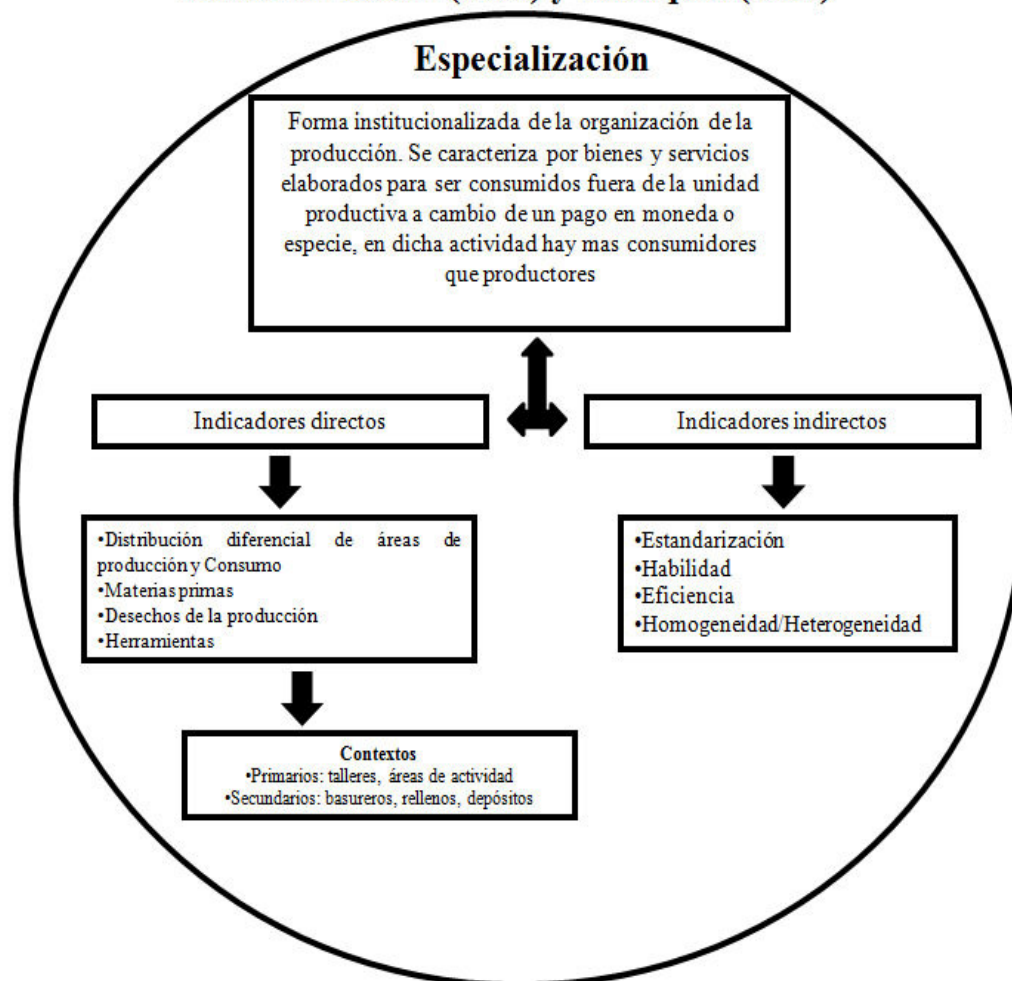 Especialización
Forma institucionalizada de la organización de la
producción. Se caracteriza por bienes y servicios
elaborados para ser consumidos fuera de la unidad
productiva a cambio de un pago en moneda o
especie, en dicha actividad hay mas consumidores
que productores
Indicadores directos
Indicadores indirectos
•Distribución diferencial de áreas de
producción y Consumo
•Materias primas
•Desechos de la producción
•Herramientas
•Estandarización
•Habilidad
•Eficiencia
•Homogeneidad/Heterogeneidad
Contextos
•Primarios: talleres, áreas de actividad
•Secundarios: basureros, rellenos, depósitos